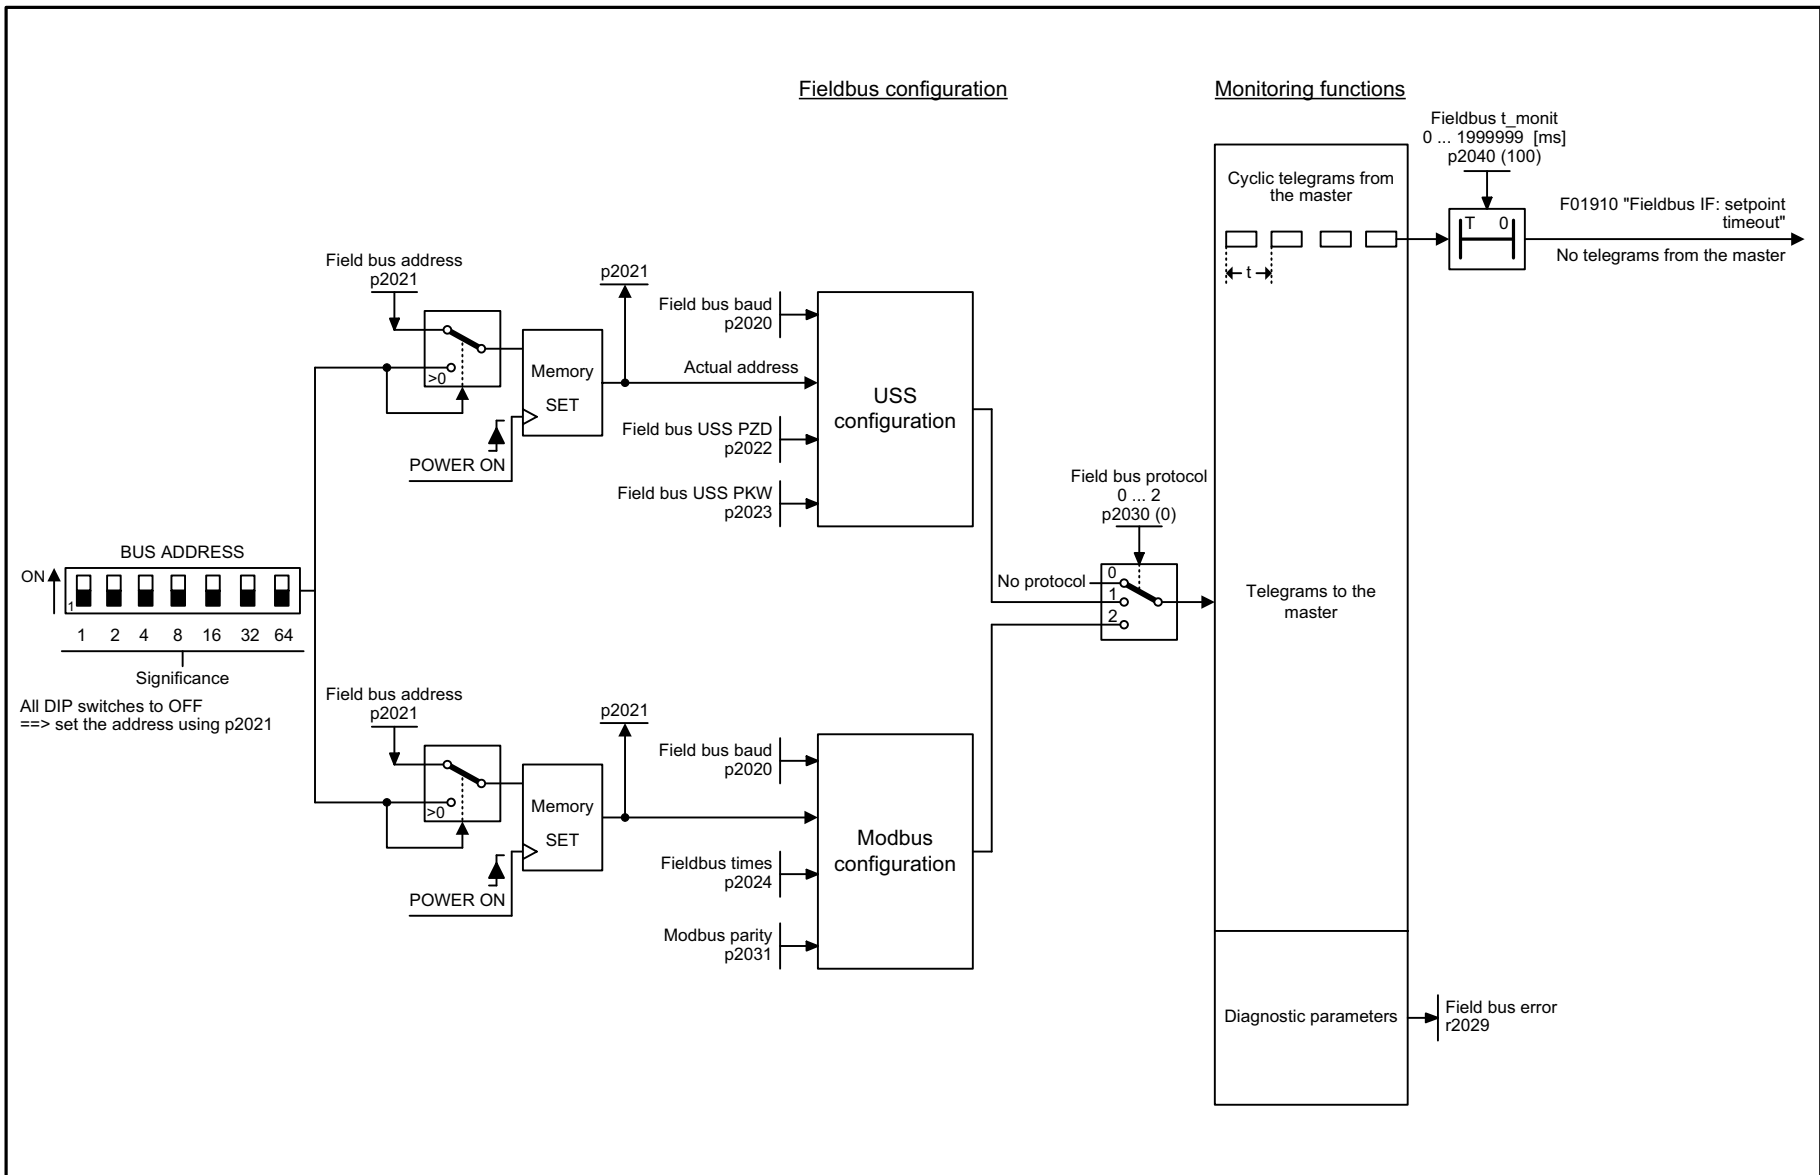 Fieldbus configuration
Monitoring functions
Fieldbus t_monit
0 ... 1999999 [ms]
p2040 (100)
Cyclic telegrams from
the master
T 0
F01910 "Fieldbus IF: setpoint
timeout"
No telegrams from the master
t
Field bus address
p2021
>0
Memory
SET
POWER ON
p2021
Field bus baud
p2020
Actual address
Field bus USS PZD
p2022
Field bus USS PKW
p2023
USS
configuration
Field bus protocol
0 ... 2
p2030 (0)
No protocol
0
1
2
Telegrams to the
master
BUS ADDRESS
ON
1
1 2 4 8 16 32 64
Significance
All DIP switches to OFF
==> set the address using p2021
Field bus address
p2021
>0
Memory
SET
POWER ON
p2021
Field bus baud
p2020
Fieldbus times
p2024
Modbus parity
p2031
Modbus
configuration
Diagnostic parameters
Field bus error
r2029